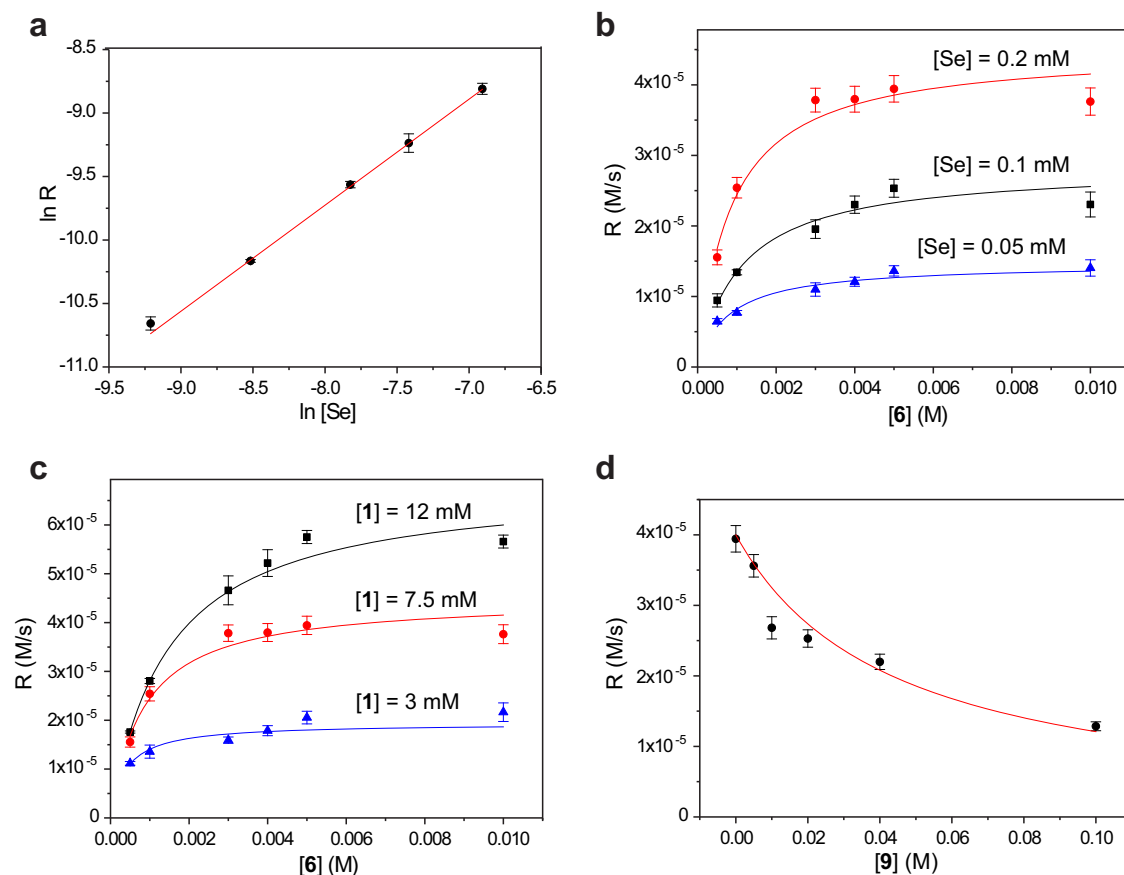 a
-8.5
-9.0
-9.5
-10.0
-10.5
-11.0
ln R
-9.5 -9.0 -8.5 -8.0 -7.5 -7.0 -6.5
ln [Se]
b
[Se] = 0.2 mM
[Se] = 0.1 mM
[Se] = 0.05 mM
4x10⁻⁵
3x10⁻⁵
2x10⁻⁵
1x10⁻⁵
0
R (M/s)
0.000 0.002 0.004 0.006 0.008 0.010
[6] (M)
c
[1] = 12 mM
[1] = 7.5 mM
[1] = 3 mM
6x10⁻⁵
5x10⁻⁵
4x10⁻⁵
3x10⁻⁵
2x10⁻⁵
1x10⁻⁵
0
R (M/s)
0.000 0.002 0.004 0.006 0.008 0.010
[6] (M)
d
4x10⁻⁵
3x10⁻⁵
2x10⁻⁵
1x10⁻⁵
0
R (M/s)
0.00 0.02 0.04 0.06 0.08 0.10
[9] (M)